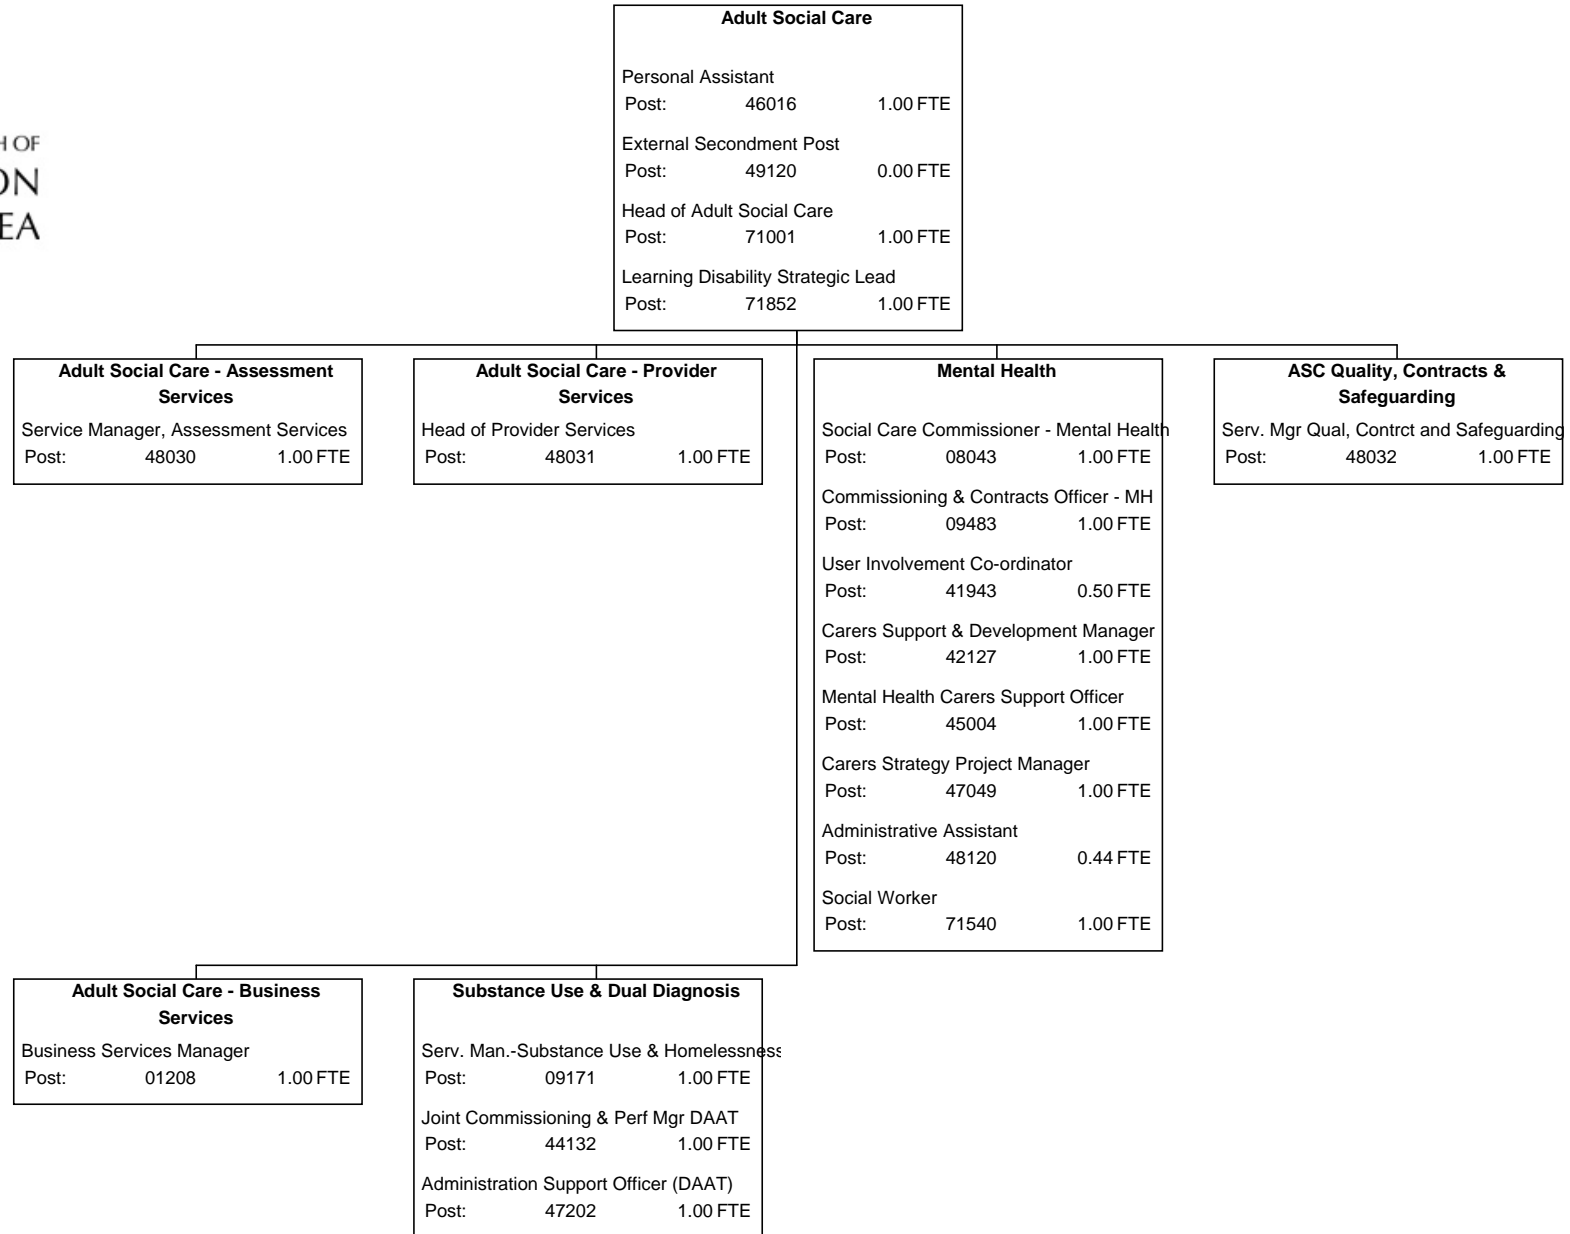 H OF
ON
EA
Adult Social Care
Personal Assistant
Post: 46016 1.00 FTE
External Secondment Post
Post: 49120 0.00 FTE
Head of Adult Social Care
Post: 71001 1.00 FTE
Learning Disability Strategic Lead
Post: 71852 1.00 FTE
Adult Social Care - Assessment
Services
Service Manager, Assessment Services
Post: 48030 1.00 FTE
Adult Social Care - Provider
Services
Head of Provider Services
Post: 48031 1.00 FTE
Mental Health
Social Care Commissioner - Mental Health
Post: 08043 1.00 FTE
Commissioning & Contracts Officer - MH
Post: 09483 1.00 FTE
User Involvement Co-ordinator
Post: 41943 0.50 FTE
Carers Support & Development Manager
Post: 42127 1.00 FTE
Mental Health Carers Support Officer
Post: 45004 1.00 FTE
Carers Strategy Project Manager
Post: 47049 1.00 FTE
Administrative Assistant
Post: 48120 0.44 FTE
Social Worker
Post: 71540 1.00 FTE
ASC Quality, Contracts &
Safeguarding
Serv. Mgr Qual, Contrct and Safeguarding
Post: 48032 1.00 FTE
Adult Social Care - Business
Services
Business Services Manager
Post: 01208 1.00 FTE
Substance Use & Dual Diagnosis
Serv. Man.-Substance Use & Homelessness
Post: 09171 1.00 FTE
Joint Commissioning & Perf Mgr DAAT
Post: 44132 1.00 FTE
Administration Support Officer (DAAT)
Post: 47202 1.00 FTE